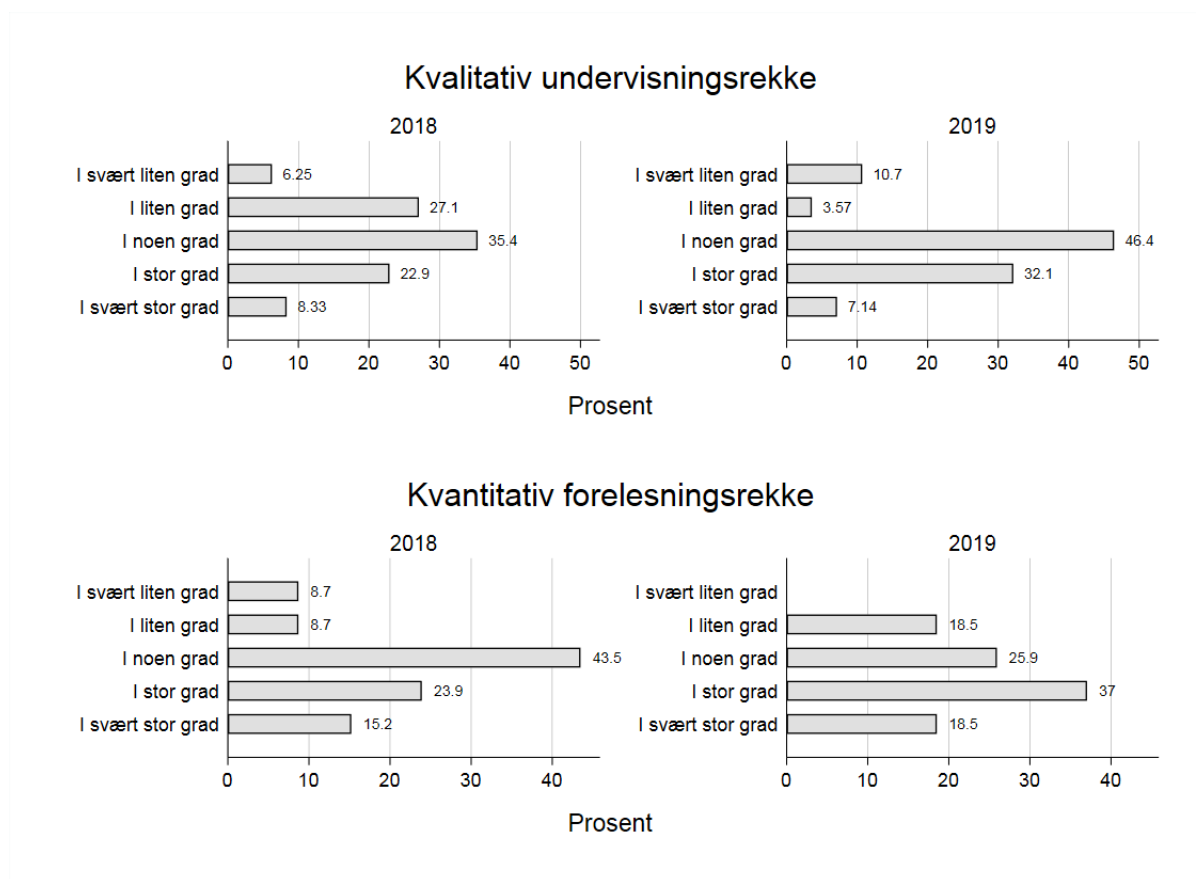 Kvalitativ undervisningsrekke
2018
I svært liten grad 6.25
I liten grad 27.1
I noen grad 35.4
I stor grad 22.9
I svært stor grad 8.33
0 10 20 30 40 50
2019
I svært liten grad 10.7
I liten grad 3.57
I noen grad 46.4
I stor grad 32.1
I svært stor grad 7.14
0 10 20 30 40 50
Prosent
Kvantitativ forelesningsrekke
2018
I svært liten grad 8.7
I liten grad 8.7
I noen grad 43.5
I stor grad 23.9
I svært stor grad 15.2
0 10 20 30 40
2019
I svært liten grad
I liten grad 18.5
I noen grad 25.9
I stor grad 37
I svært stor grad 18.5
0 10 20 30 40
Prosent